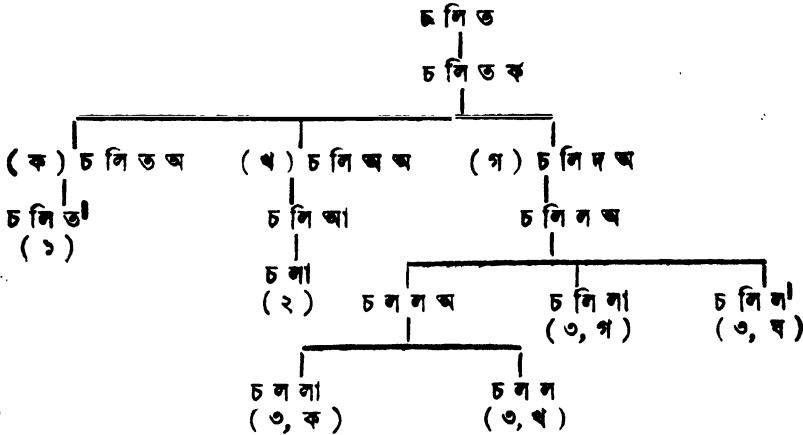 চলিত
চলিতক
(ক) চলিতঅ (খ) চলিঅঅ (গ) চলিদঅ
চলিত' চলিআ চলিলঅ
(১)
চলা চললঅ চলিলা চলিল'
(২) (৩, গ) (৩, ঘ)
চললা চলল
(৩, ক) (৩, খ)